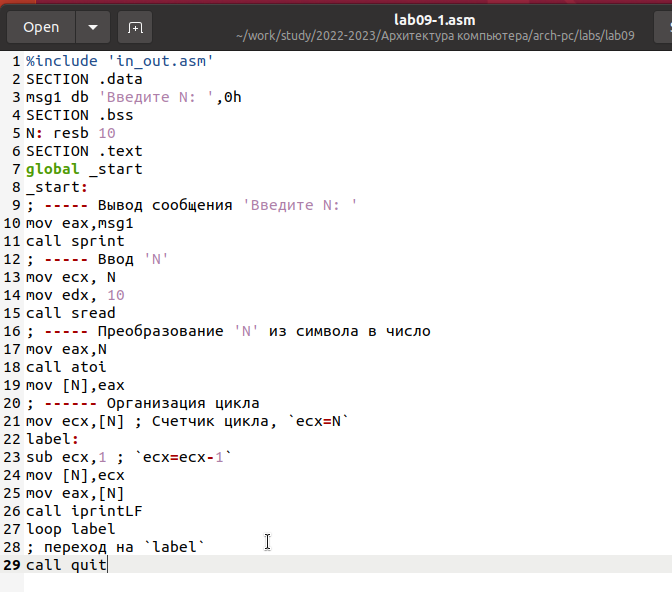 Open
lab09-1.asm
~/work/study/2022-2023/Архитектура компьютера/arch-pc/labs/lab09
1 %include 'in_out.asm'
2 SECTION .data
3 msg1 db 'Введите N: ',0h
4 SECTION .bss
5 N: resb 10
6 SECTION .text
7 global _start
8 _start:
9 ; ----- Вывод сообщения 'Введите N: '
10 mov eax,msg1
11 call sprint
12 ; ----- Ввод 'N'
13 mov ecx, N
14 mov edx, 10
15 call sread
16 ; ----- Преобразование 'N' из символа в число
17 mov eax,N
18 call atoi
19 mov [N],eax
20 ; ------ Организация цикла
21 mov ecx,[N] ; Счетчик цикла, `ecx=N`
22 label:
23 sub ecx,1 ; `ecx=ecx-1`
24 mov [N],ecx
25 mov eax,[N]
26 call iprintLF
27 loop label
28 ; переход на `label`
29 call quit